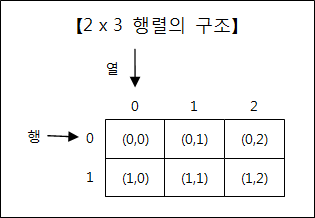 【2 x 3 행렬의 구조】
열
0 1 2
행 0 (0,0) (0,1) (0,2)
1 (1,0) (1,1) (1,2)